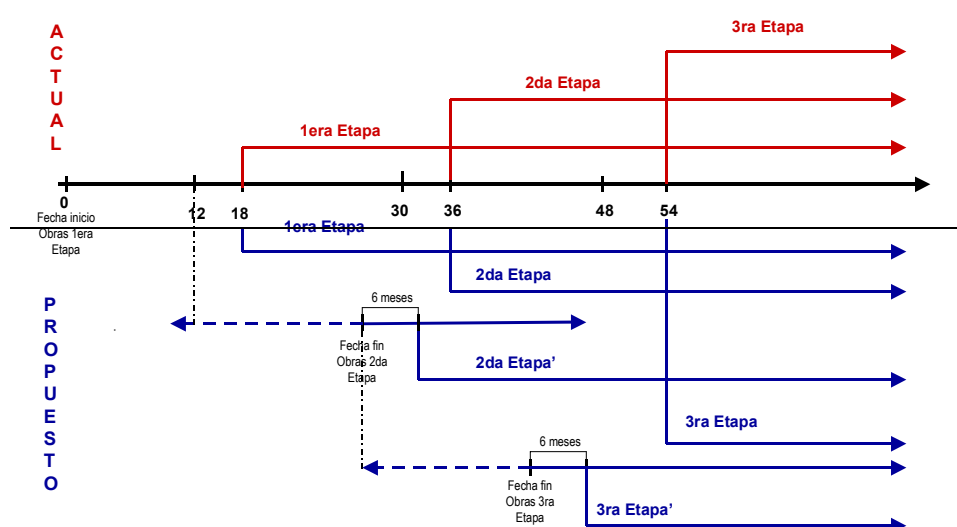 ACTUAL
3ra Etapa
2da Etapa
1era Etapa
0
12
18
30
36
48
54
Fecha inicio
Obras 1era
Etapa
1era Etapa
PROPUESTO
2da Etapa
6 meses
Fecha fin
Obras 2da
Etapa
2da Etapa’
3ra Etapa
6 meses
Fecha fin
Obras 3ra
Etapa
3ra Etapa’